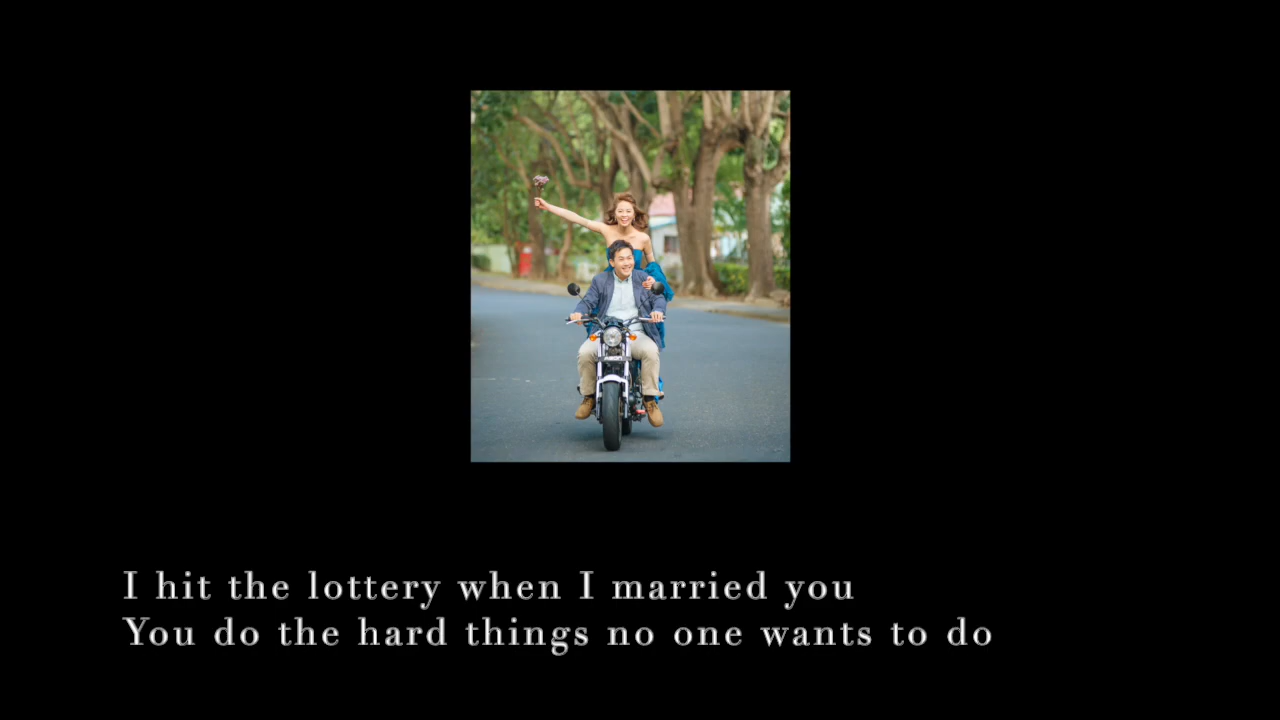 I hit the lottery when I married you
You do the hard things no one wants to do